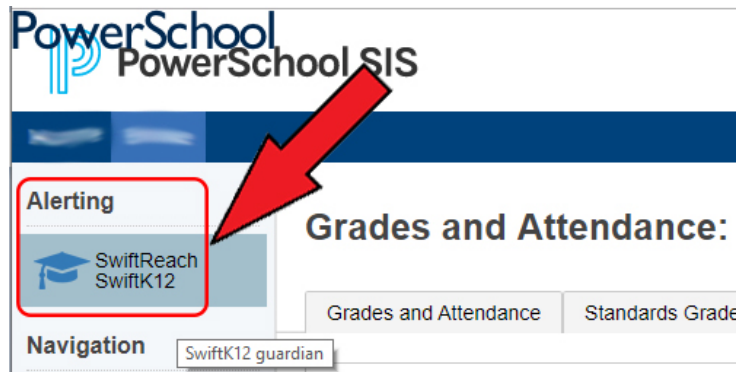 PowerSchool
PowerSchool SIS
Alerting
SwiftReach
SwiftK12
Grades and Attendance:
Grades and Attendance
Standards Grade
Navigation
SwiftK12 guardian